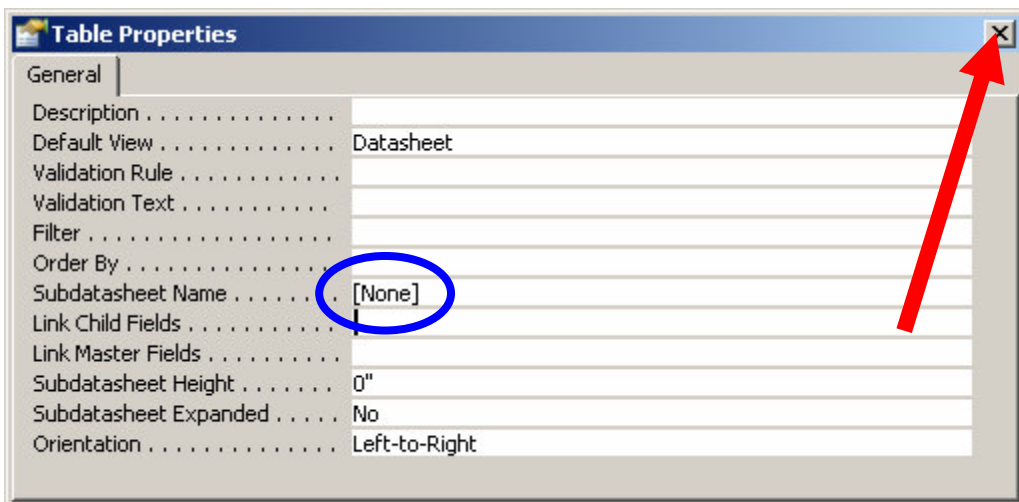 Table Properties
General
Description . . . . . . . . . . . . . .
Default View . . . . . . . . . . . . . Datasheet
Validation Rule . . . . . . . . . . . .
Validation Text . . . . . . . . . . .
Filter . . . . . . . . . . . . . . . . . .
Order By . . . . . . . . . . . . . . .
Subdatasheet Name . . . . . . . . [None]
Link Child Fields . . . . . . . . . . .
Link Master Fields . . . . . . . . . .
Subdatasheet Height . . . . . . . 0"
Subdatasheet Expanded . . . . . No
Orientation . . . . . . . . . . . . . . Left-to-Right